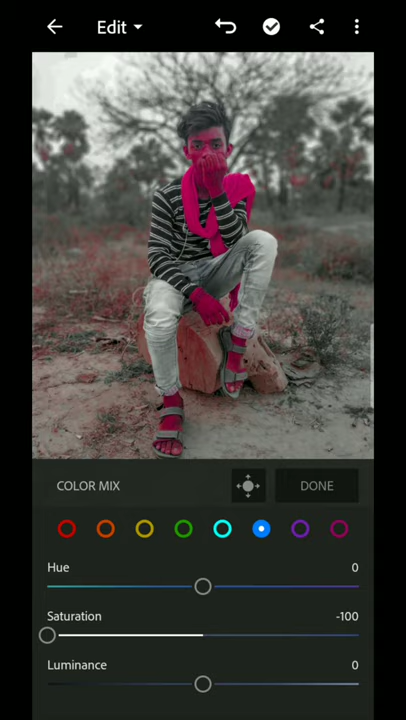 Edit
COLOR MIX
DONE
Hue 0
Saturation -100
Luminance 0